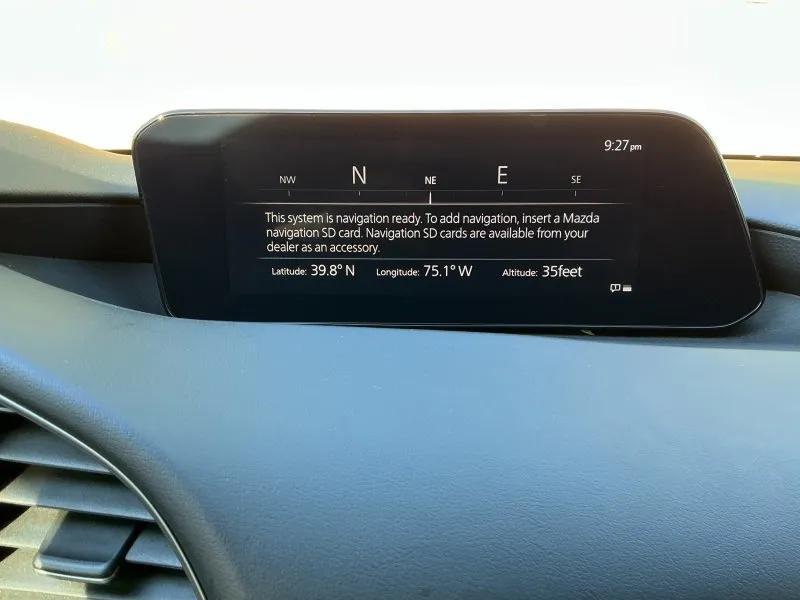 9:27pm
NW N NE E SE
This system is navigation ready. To add navigation, insert a Mazda
navigation SD card. Navigation SD cards are available from your
dealer as an accessory.
Latitude: 39.8° N Longitude: 75.1° W Altitude: 35feet